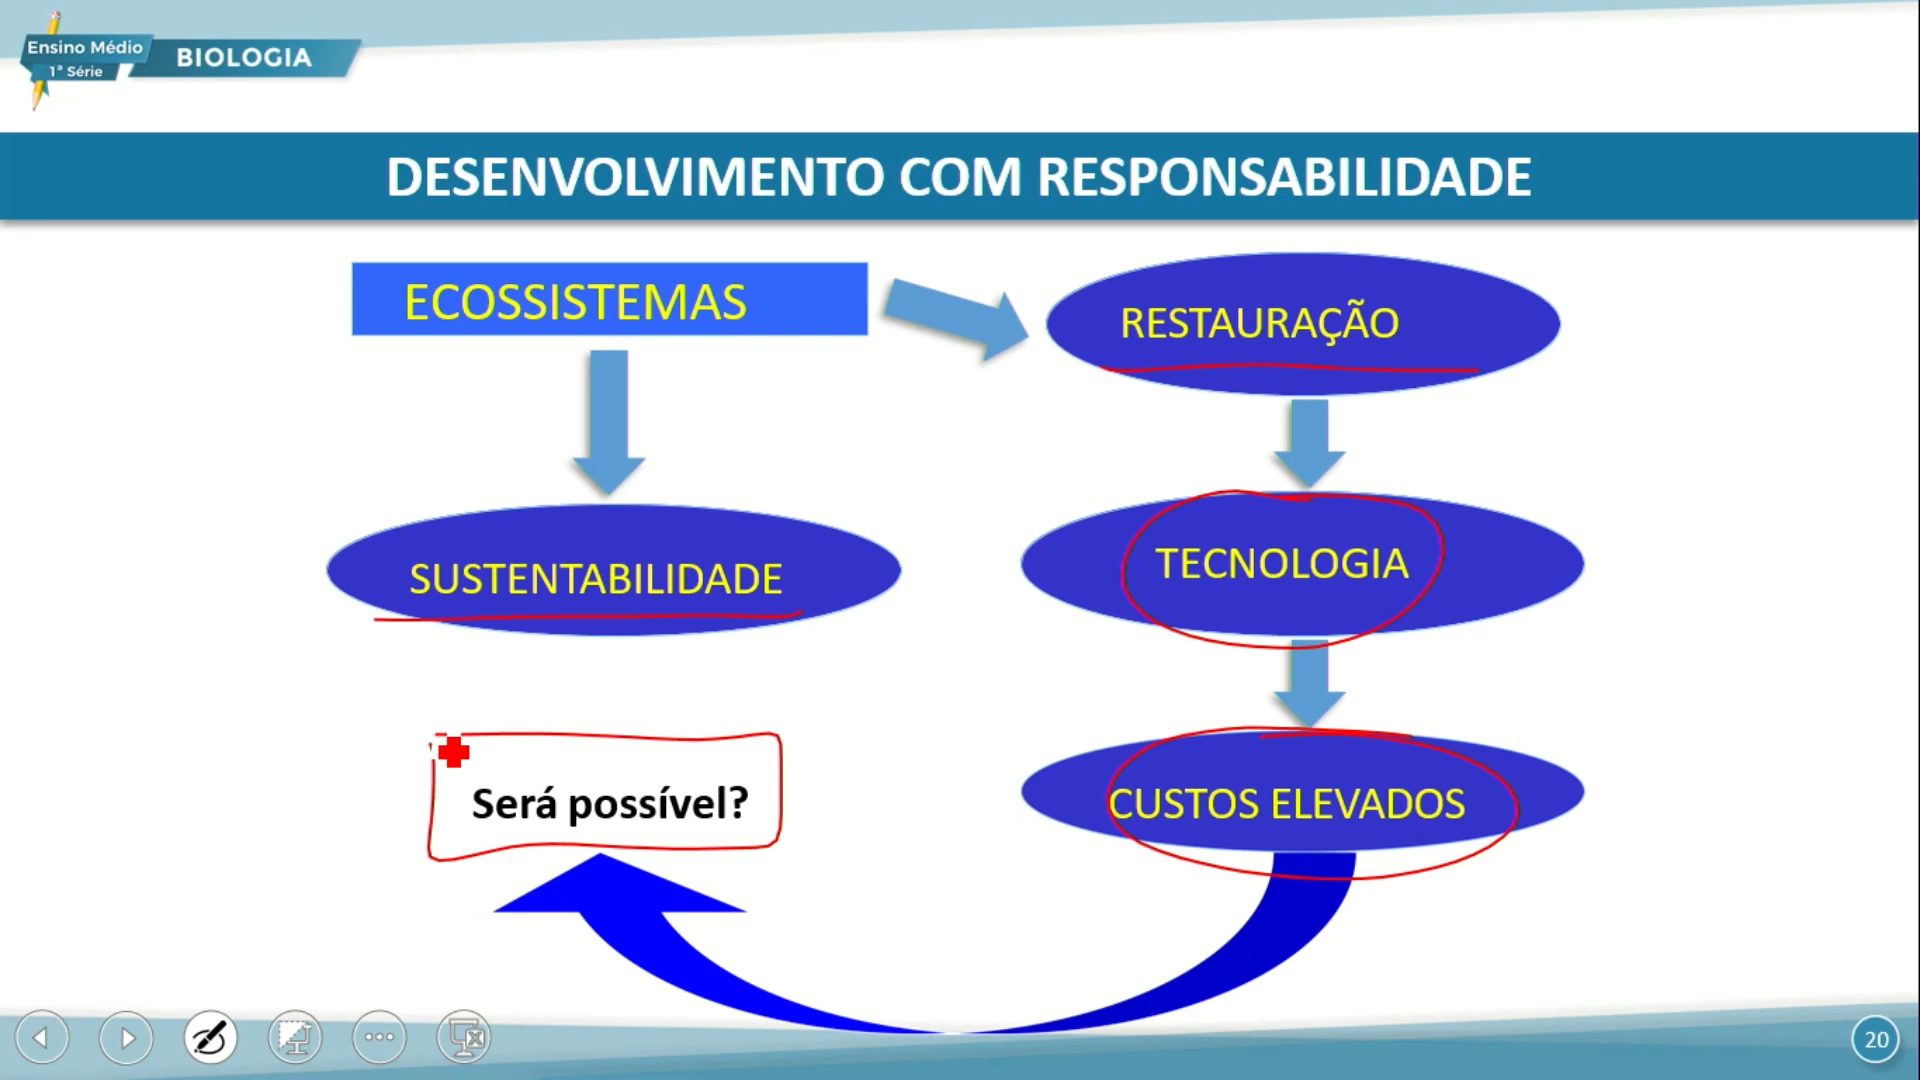 Ensino Médio
1ª Série
BIOLOGIA
DESENVOLVIMENTO COM RESPONSABILIDADE
ECOSSISTEMAS
RESTAURAÇÃO
SUSTENTABILIDADE
TECNOLOGIA
Será possível?
CUSTOS ELEVADOS
20